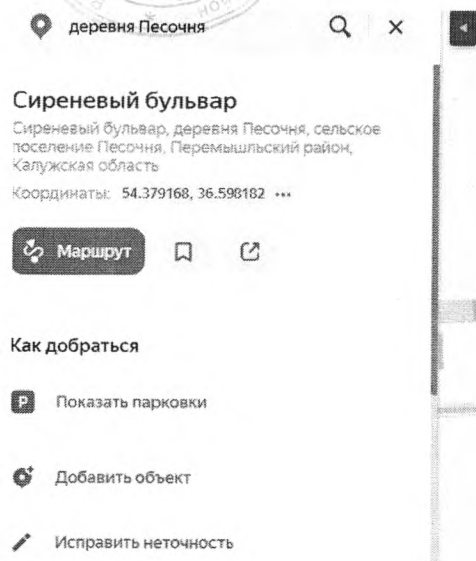 деревня Песочня
Сиреневый бульвар
Сиреневый бульвар, деревня Песочня, сельское
поселение Песочня, Перемышльский район,
Калужская область
Координаты: 54.379168, 36.598182 •••
Маршрут
Как добраться
P Показать парковки
Добавить объект
Исправить неточность